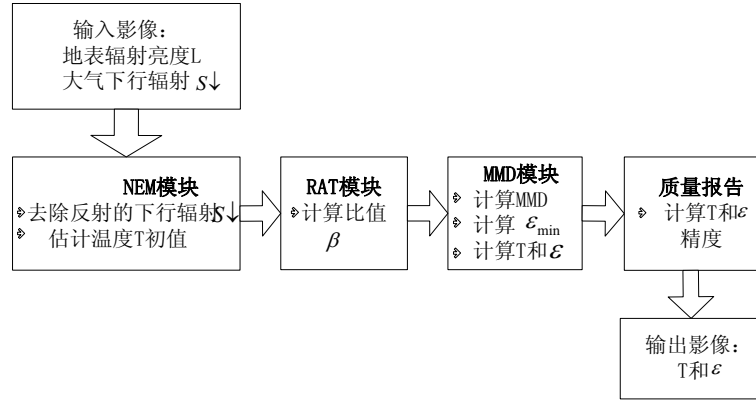 输入影像：
地表辐射亮度L
大气下行辐射 S↓
NEM模块
去除反射的下行辐射S↓
估计温度T初值
RAT模块
计算比值
β
MMD模块
计算MMD
计算 εmin
计算T和ε
质量报告
计算T和ε
精度
输出影像：
T和ε